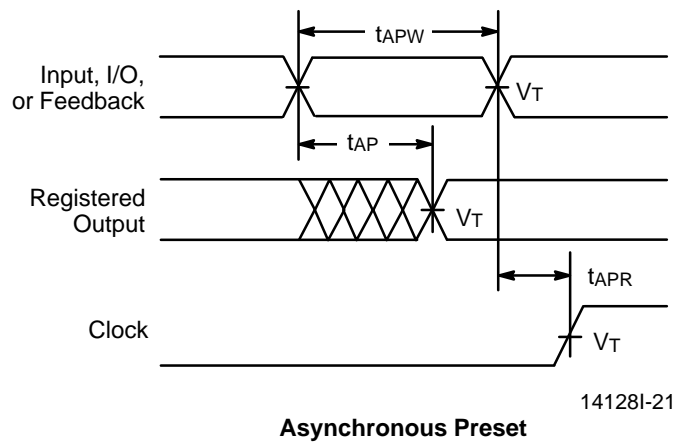 tAPW
Input, I/O,
or Feedback
VT
tAP
Registered
Output
VT
tAPR
Clock
VT
14128I-21
Asynchronous Preset